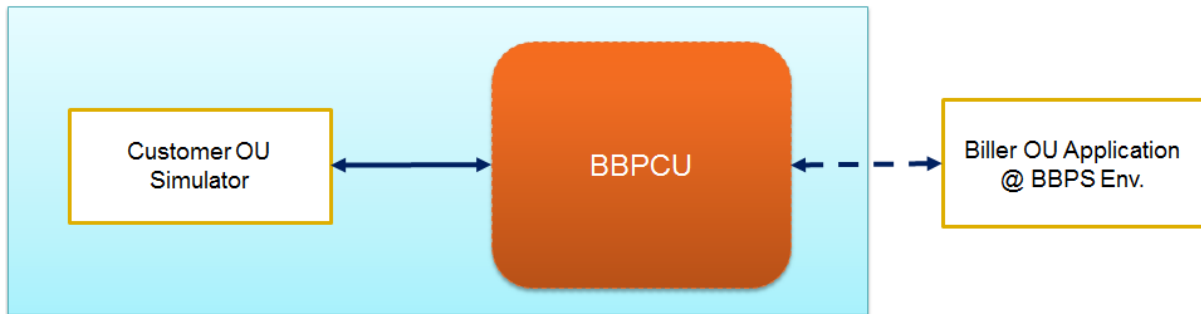 Customer OU
Simulator
BBPCU
Biller OU Application
@ BBPS Env.